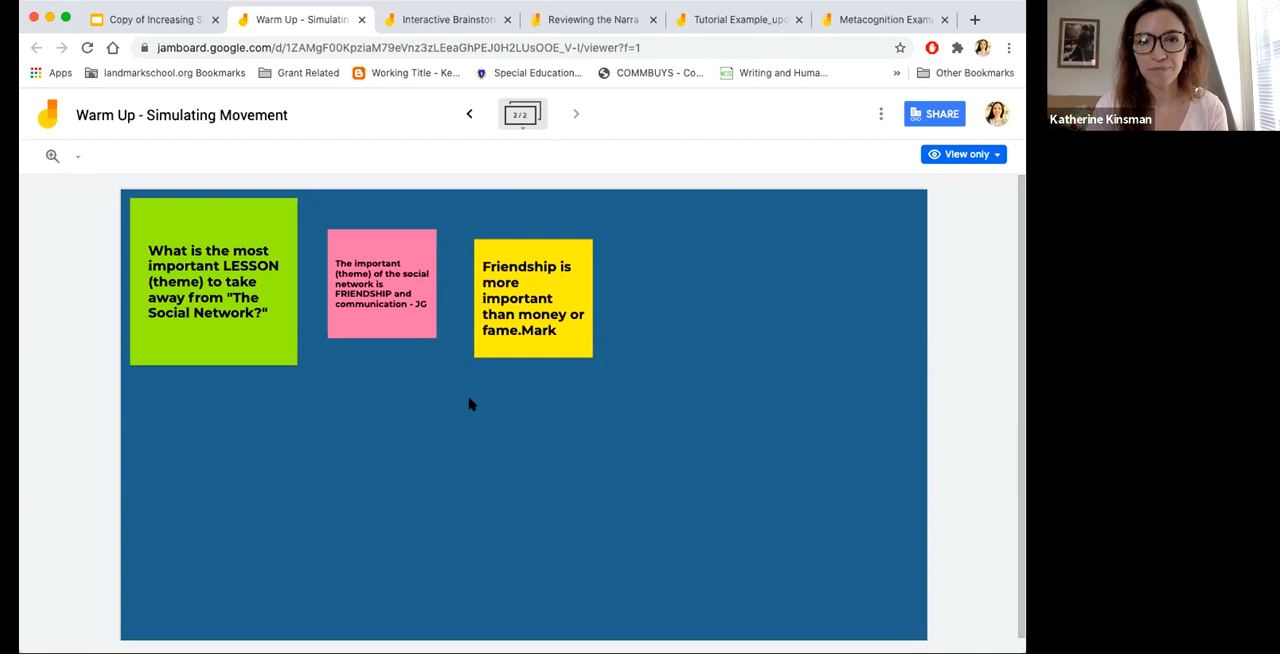 Copy of Increasing S
Warm Up - Simulatin
Interactive Brainstor
Reviewing the Narra
Tutorial Example_up
Metacognition Exam
jamboard.google.com/d/1ZAMgF00KpziaM79eVnz3zLEeaGhPEJ0H2LUsOOE_V-I/viewer?f=1
Apps
landmarkschool.org Bookmarks
Grant Related
Working Title - Ke...
Special Education...
COMMBUYS - Co...
Writing and Huma...
»
Other Bookmarks
Warm Up - Simulating Movement
2/2
SHARE
View only
What is the most
important LESSON
(theme) to take
away from "The
Social Network?"
The important
(theme) of the social
network is
FRIENDSHIP and
communication - JG
Friendship is
more
important
than money or
fame.Mark
Katherine Kinsman